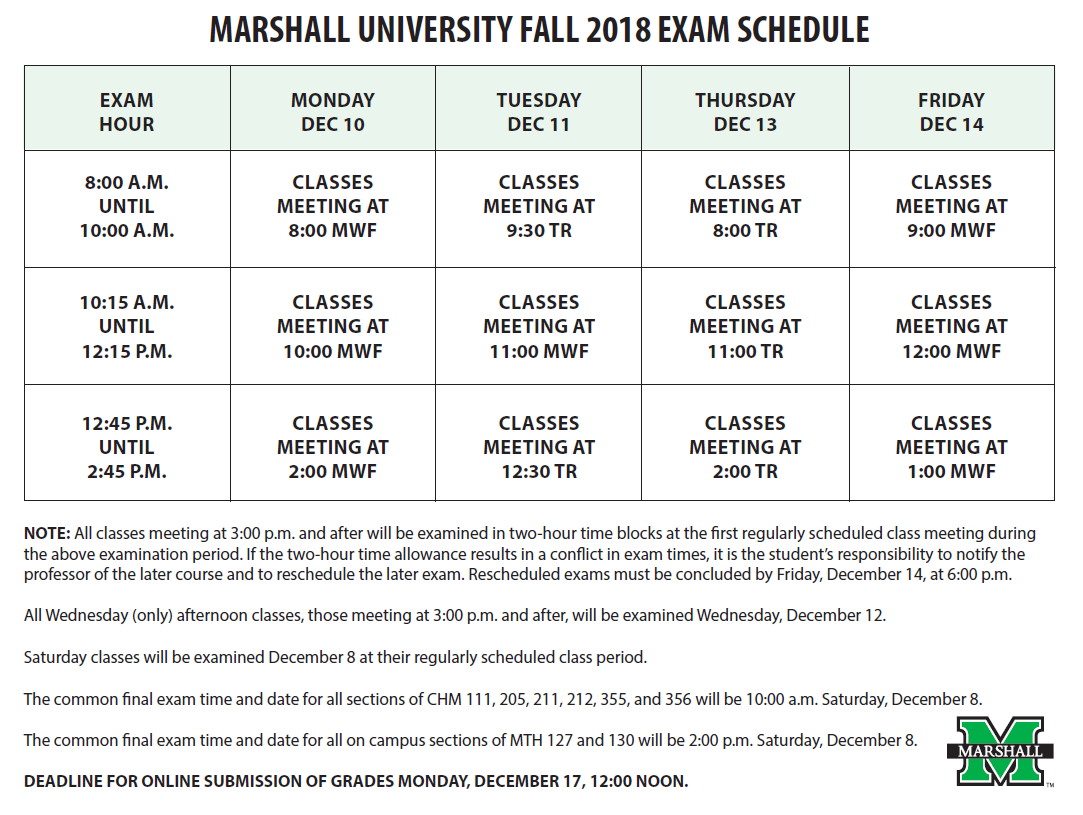 MARSHALL UNIVERSITY FALL 2018 EXAM SCHEDULE
EXAM
HOUR
MONDAY
DEC 10
TUESDAY
DEC 11
THURSDAY
DEC 13
FRIDAY
DEC 14
8:00 A.M.
UNTIL
10:00 A.M.
CLASSES
MEETING AT
8:00 MWF
CLASSES
MEETING AT
9:30 TR
CLASSES
MEETING AT
8:00 TR
CLASSES
MEETING AT
9:00 MWF
10:15 A.M.
UNTIL
12:15 P.M.
CLASSES
MEETING AT
10:00 MWF
CLASSES
MEETING AT
11:00 MWF
CLASSES
MEETING AT
11:00 TR
CLASSES
MEETING AT
12:00 MWF
12:45 P.M.
UNTIL
2:45 P.M.
CLASSES
MEETING AT
2:00 MWF
CLASSES
MEETING AT
12:30 TR
CLASSES
MEETING AT
2:00 TR
CLASSES
MEETING AT
1:00 MWF
NOTE: All classes meeting at 3:00 p.m. and after will be examined in two-hour time blocks at the first regularly scheduled class meeting during
the above examination period. If the two-hour time allowance results in a conflict in exam times, it is the student's responsibility to notify the
professor of the later course and to reschedule the later exam. Rescheduled exams must be concluded by Friday, December 14, at 6:00 p.m.
All Wednesday (only) afternoon classes, those meeting at 3:00 p.m. and after, will be examined Wednesday, December 12.
Saturday classes will be examined December 8 at their regularly scheduled class period.
The common final exam time and date for all sections of CHM 111, 205, 211, 212, 355, and 356 will be 10:00 a.m. Saturday, December 8.
The common final exam time and date for all on campus sections of MTH 127 and 130 will be 2:00 p.m. Saturday, December 8.
DEADLINE FOR ONLINE SUBMISSION OF GRADES MONDAY, DECEMBER 17, 12:00 NOON.
M
MARSHALL
TM